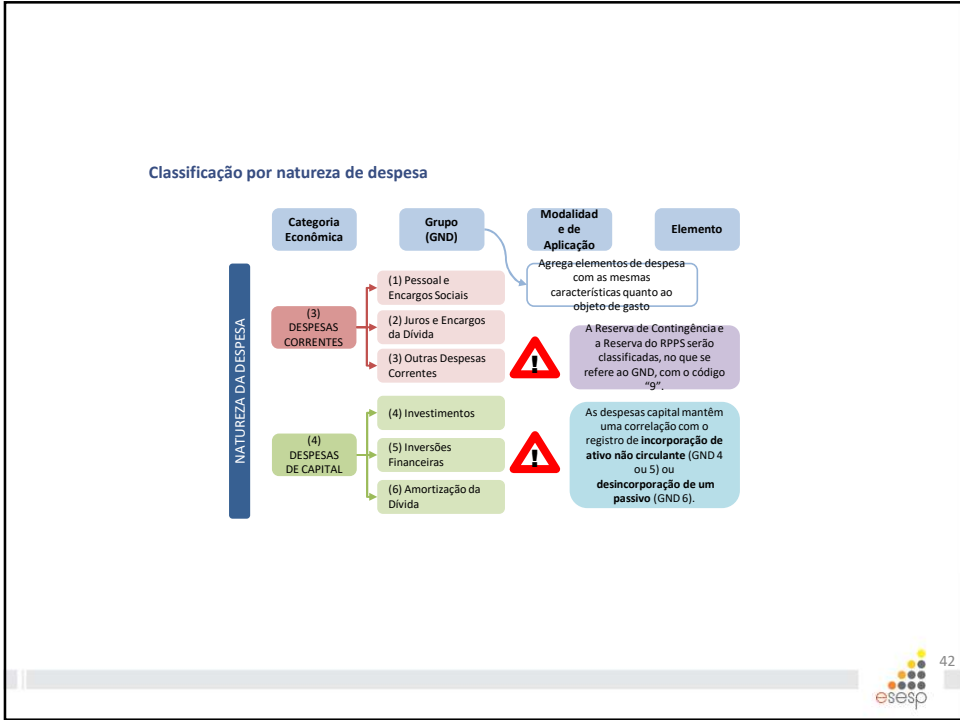 Classificação por natureza de despesa
Categoria
Econômica
Grupo
(GND)
Modalidad
e de
Aplicação
Elemento
Agrega elementos de despesa
com as mesmas
características quanto ao
objeto de gasto
NATUREZA DA DESPESA
(3)
DESPESAS
CORRENTES
(1) Pessoal e
Encargos Sociais
(2) Juros e Encargos
da Dívida
(3) Outras Despesas
Correntes
!
A Reserva de Contingência e
a Reserva do RPPS serão
classificadas, no que se
refere ao GND, com o código
“9”.
(4)
DESPESAS
DE CAPITAL
(4) Investimentos
(5) Inversões
Financeiras
(6) Amortização da
Dívida
!
As despesas capital mantêm
uma correlação com o
registro de incorporação de
ativo não circulante (GND 4
ou 5) ou
desincorporação de um
passivo (GND 6).
42
esesp